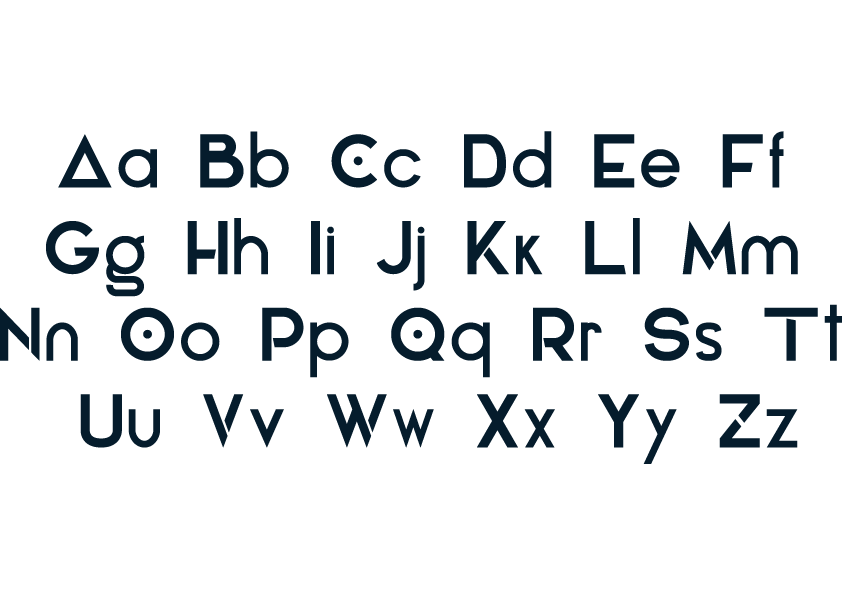 Aa Bb Cc Dd Ee Ff
Gg Hh Ii Jj Kk Ll Mm
Nn Oo Pp Qq Rr Ss Tt
Uu Vv Ww Xx Yy Zz